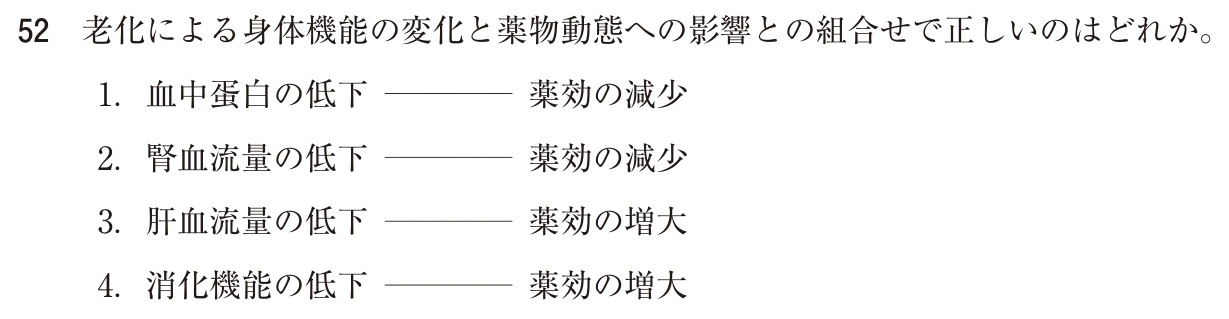 52 老化による身体機能の変化と薬物動態への影響との組合せで正しいのはどれか。
1. 血中蛋白の低下 ──── 薬効の減少
2. 腎血流量の低下 ──── 薬効の減少
3. 肝血流量の低下 ──── 薬効の増大
4. 消化機能の低下 ──── 薬効の増大